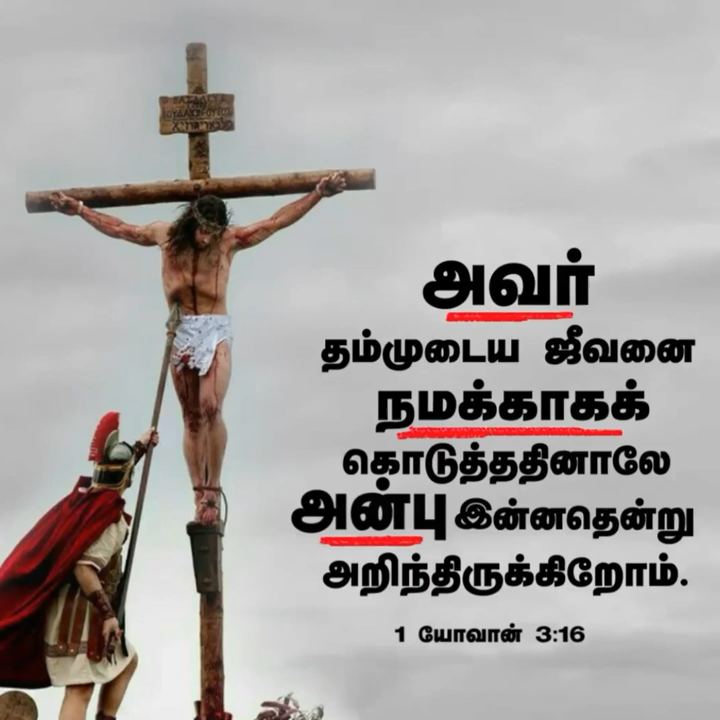 அவர்
தம்முடைய ஜீவனை
நமக்காகக்
கொடுத்ததினாலே
அன்பு இன்னதென்று
அறிந்திருக்கிறோம்.
1 யோவான் 3:16